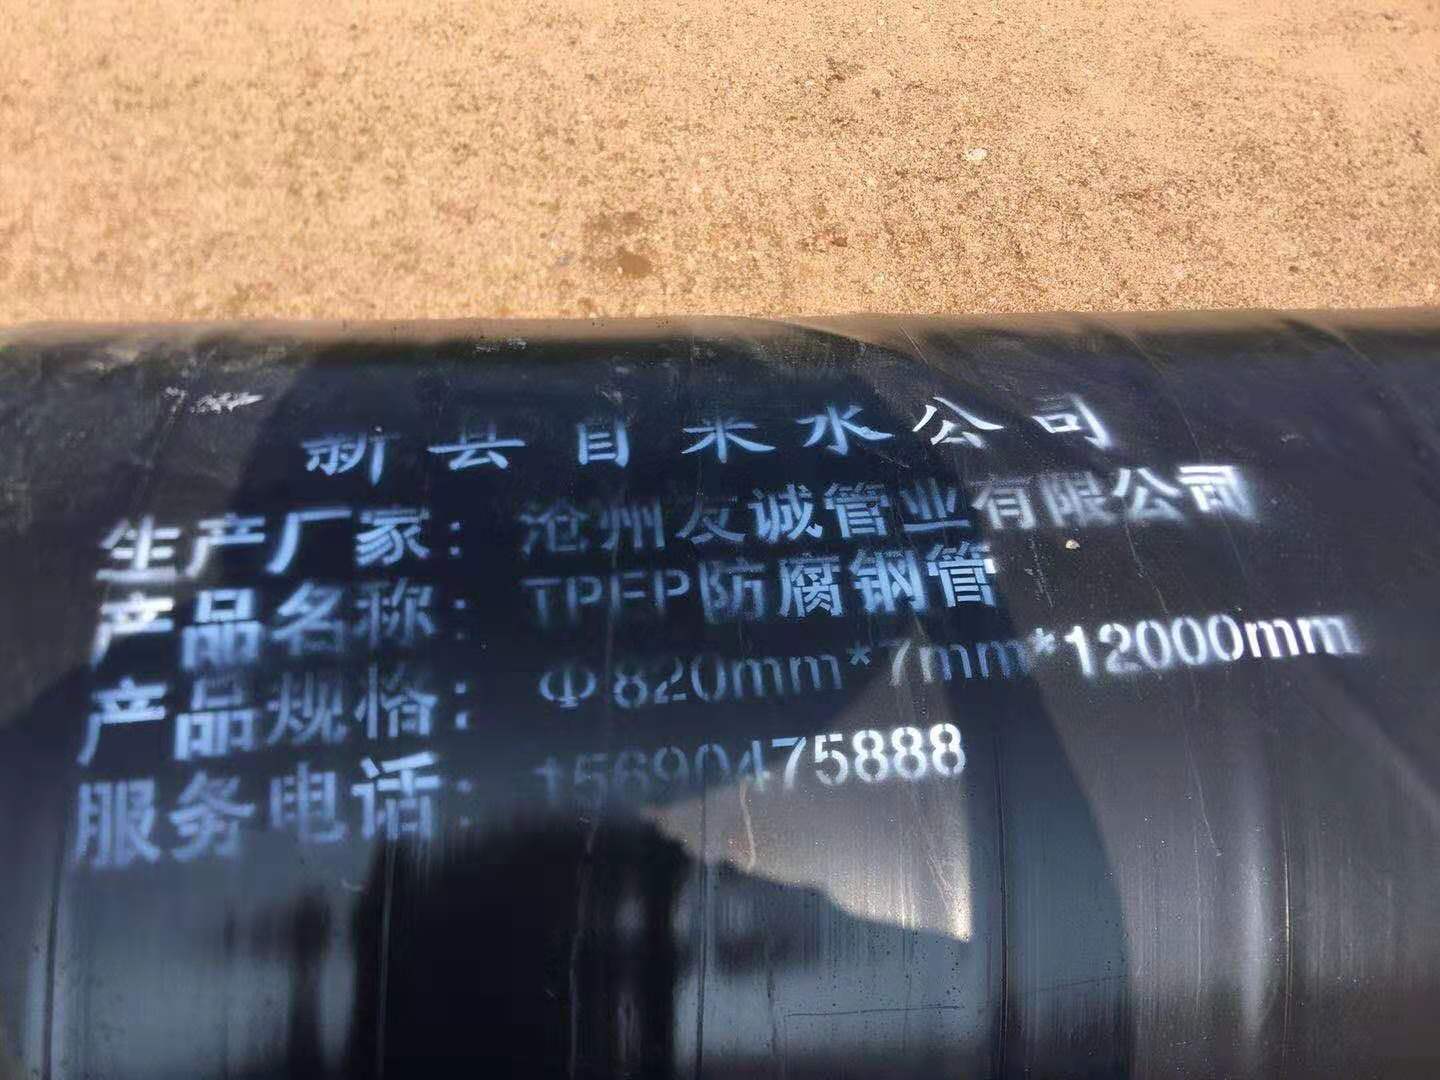 新县自来水公司
生产厂家：沧州友诚管业有限公司
产品名称：TPEP防腐钢管
产品规格：Φ820mm*7mm*12000mm
服务电话：15690475888